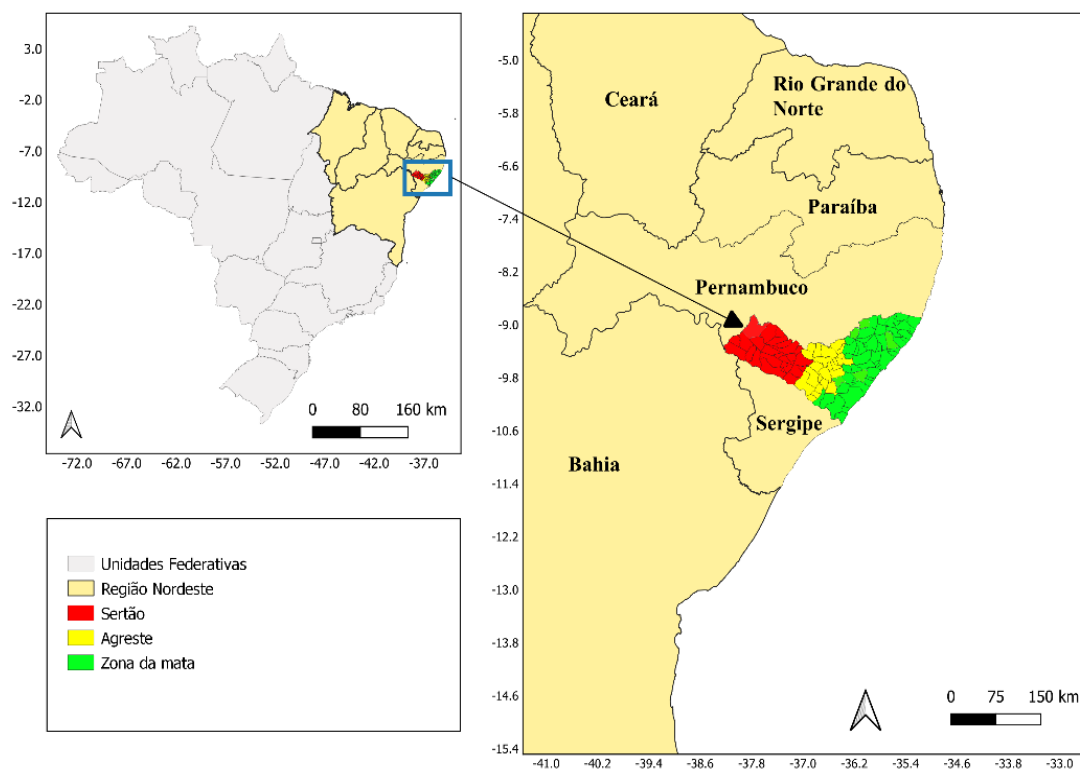 3.0
-2.0
-7.0
-12.0
-17.0
-22.0
-27.0
-32.0
0 80 160 km
-72.0 -67.0 -62.0 -57.0 -52.0 -47.0 -42.0 -37.0
Unidades Federativas
Região Nordeste
Sertão
Agreste
Zona da mata
-5.0
-5.8
-6.6
-7.4
-8.2
-9.0
-9.8
-10.6
-11.4
-12.2
-13.0
-13.8
-14.6
-15.4
Ceará
Rio Grande do
Norte
Paraíba
Pernambuco
Sergipe
Bahia
0 75 150 km
-41.0 -40.2 -39.4 -38.6 -37.8 -37.0 -36.2 -35.4 -34.6 -33.8 -33.0